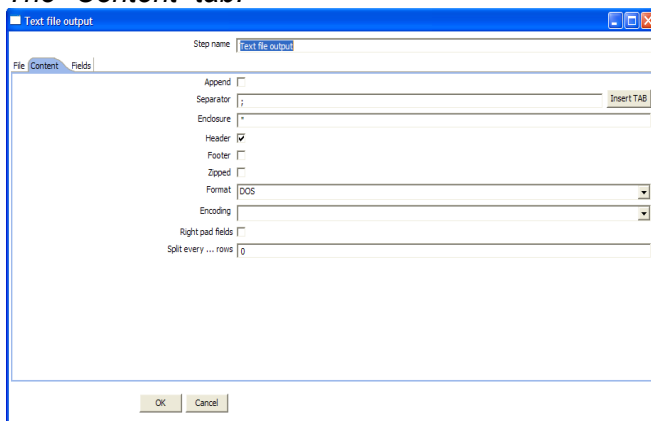 The "Content" tab:
Text file output
Step name Text file output
File Content Fields
Append
Separator ; Insert TAB
Enclosure "
Header
Footer
Zipped
Format DOS
Encoding
Right pad fields
Split every ... rows 0
OK Cancel